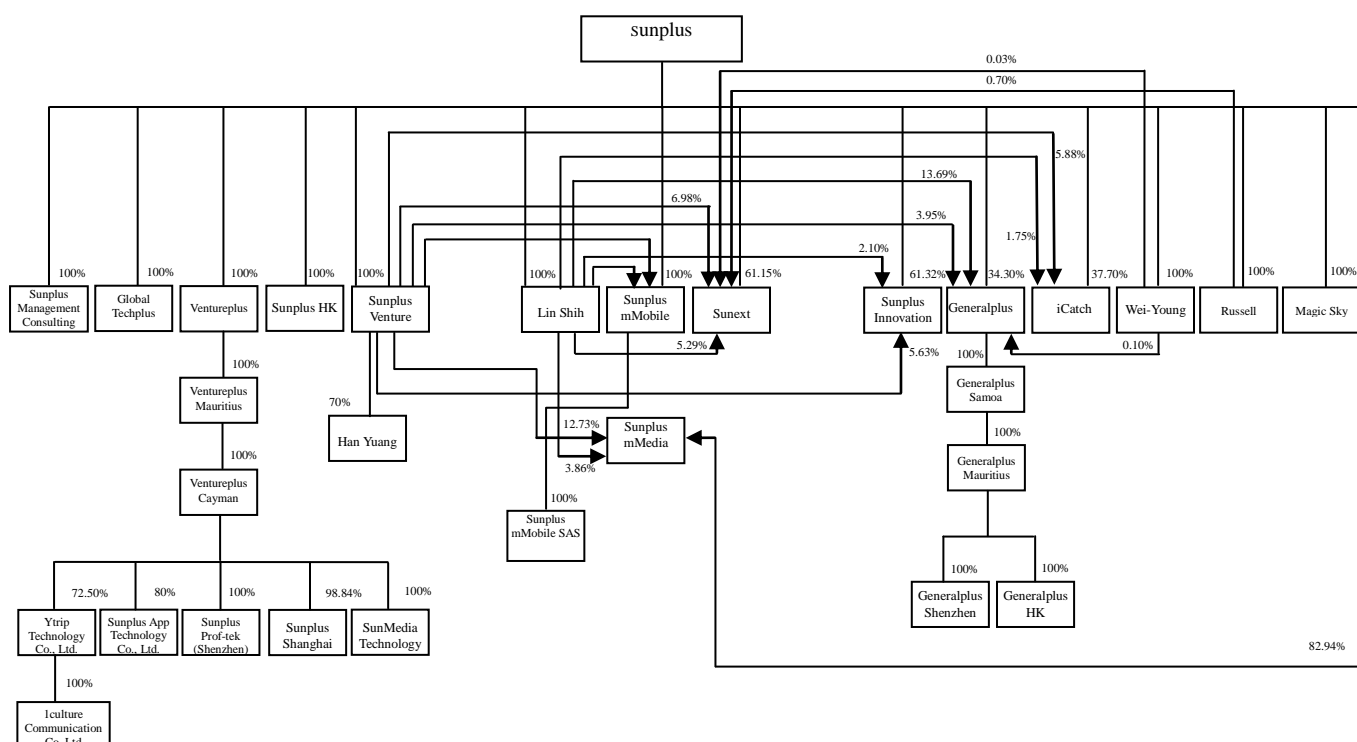 sunplus
0.03%
0.70%
5.88%
13.69%
6.98%
3.95%
1.75%
2.10%
100%
100%
100%
100%
100%
100%
100%
61.15%
61.32%
34.30%
37.70%
100%
100%
100%
Sunplus
Management
Consulting
Global
Techplus
Ventureplus
Sunplus HK
Sunplus
Venture
Lin Shih
Sunplus
mMobile
Sunext
Sunplus
Innovation
Generalplus
iCatch
Wei-Young
Russell
Magic Sky
5.29%
5.63%
0.10%
100%
100%
Ventureplus
Mauritius
Generalplus
Samoa
70%
Han Yuang
12.73%
3.86%
Sunplus
mMedia
100%
Generalplus
Mauritius
100%
Ventureplus
Cayman
100%
Sunplus
mMobile SAS
72.50%
80%
100%
98.84%
100%
100%
100%
Ytrip
Technology
Co., Ltd.
Sunplus App
Technology
Co., Ltd.
Sunplus
Prof-tek
(Shenzhen)
Sunplus
Shanghai
SunMedia
Technology
Generalplus
Shenzhen
Generalplus
HK
82.94%
100%
1culture
Communication
Co.,Ltd